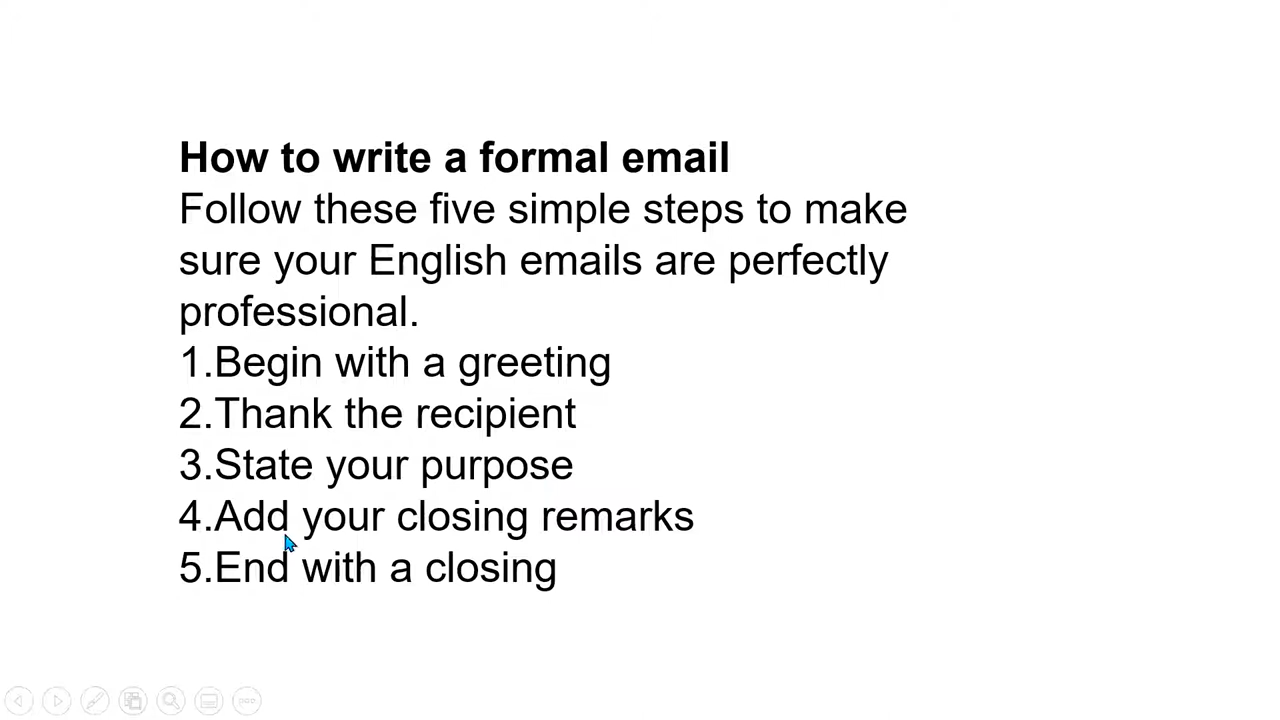 How to write a formal email
Follow these five simple steps to make
sure your English emails are perfectly
professional.
1.Begin with a greeting
2.Thank the recipient
3.State your purpose
4.Add your closing remarks
5.End with a closing